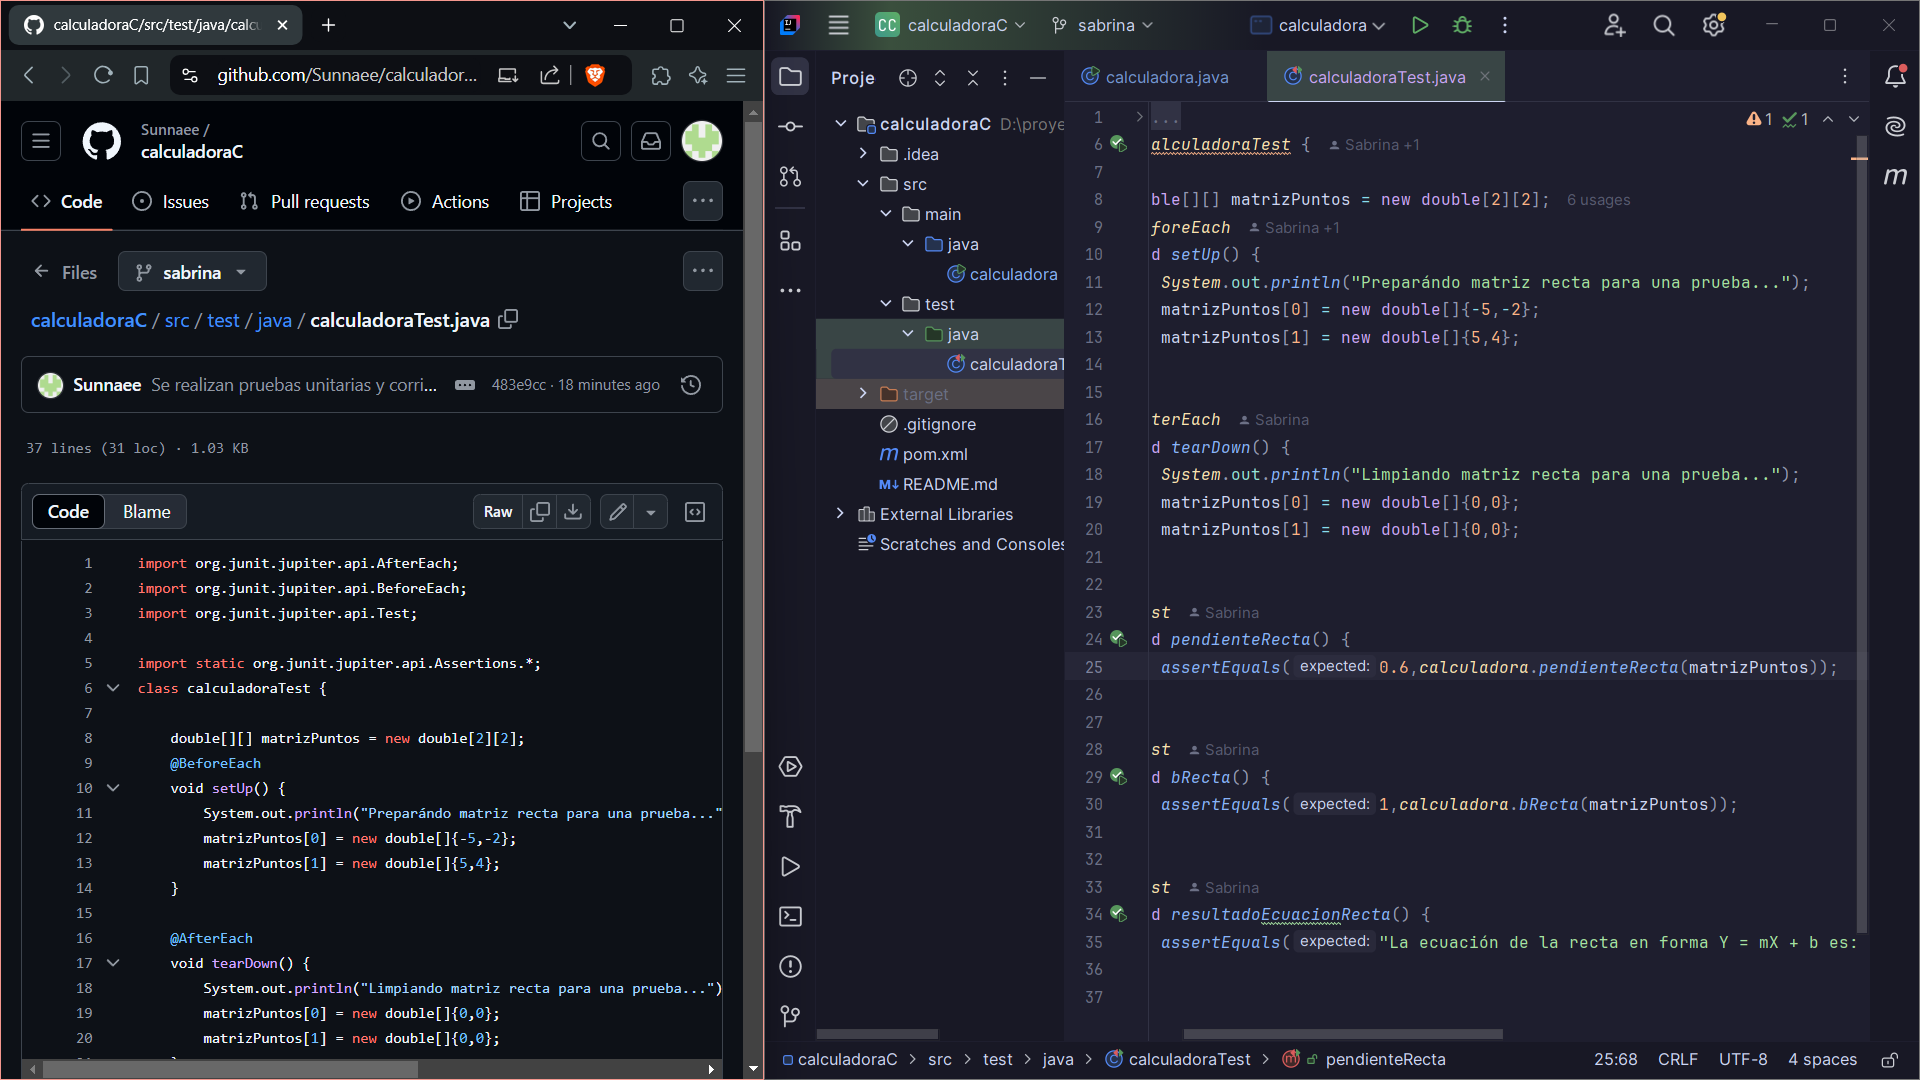 calculadoraC/src/test/java/calc
github.com/Sunnaee/calculador...
Sunnaee /
calculadoraC
Code
Issues
Pull requests
Actions
Projects
Files
sabrina
calculadoraC / src / test / java / calculadoraTest.java
Sunnaee Se realizan pruebas unitarias y corri... 483e9cc · 18 minutes ago
37 lines (31 loc) · 1.03 KB
Code
Blame
Raw
1 import org.junit.jupiter.api.AfterEach;
2 import org.junit.jupiter.api.BeforeEach;
3 import org.junit.jupiter.api.Test;
4
5 import static org.junit.jupiter.api.Assertions.*;
6 class calculadoraTest {
7
8 double[][] matrizPuntos = new double[2][2];
9 @BeforeEach
10 void setUp() {
11 System.out.println("Preparándo matriz recta para una prueba..."
12 matrizPuntos[0] = new double[]{-5,-2};
13 matrizPuntos[1] = new double[]{5,4};
14 }
15
16 @AfterEach
17 void tearDown() {
18 System.out.println("Limpiando matriz recta para una prueba...")
19 matrizPuntos[0] = new double[]{0,0};
20 matrizPuntos[1] = new double[]{0,0};
CC calculadoraC
sabrina
calculadora
Proje
calculadoraC D:\proye
.idea
src
main
java
calculadora
test
java
calculadoraT
target
.gitignore
m pom.xml
M↓ README.md
External Libraries
Scratches and Consoles
calculadora.java
calculadoraTest.java
1 ...
1 1
6 alculadoraTest { Sabrina +1
7
8 ble[][] matrizPuntos = new double[2][2]; 6 usages
9 foreEach Sabrina +1
10 d setUp() {
11 System.out.println("Preparándo matriz recta para una prueba...");
12 matrizPuntos[0] = new double[]{-5,-2};
13 matrizPuntos[1] = new double[]{5,4};
14
15
16 terEach Sabrina
17 d tearDown() {
18 System.out.println("Limpiando matriz recta para una prueba...");
19 matrizPuntos[0] = new double[]{0,0};
20 matrizPuntos[1] = new double[]{0,0};
21
22
23 st Sabrina
24 d pendienteRecta() {
25 assertEquals( expected: 0.6,calculadora.pendienteRecta(matrizPuntos));
26
27
28 st Sabrina
29 d bRecta() {
30 assertEquals( expected: 1,calculadora.bRecta(matrizPuntos));
31
32
33 st Sabrina
34 d resultadoEcuacionRecta() {
35 assertEquals( expected: "La ecuación de la recta en forma Y = mX + b es:
36
37
m
calculadoraC > src > test > java > calculadoraTest > m pendienteRecta
25:68 CRLF UTF-8 4 spaces